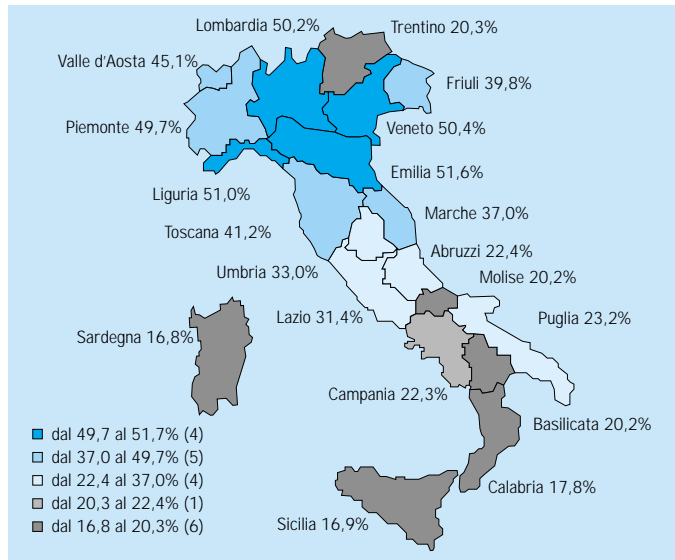 Lombardia 50,2%
Trentino 20,3%
Valle d'Aosta 45,1%
Friuli 39,8%
Piemonte 49,7%
Veneto 50,4%
Emilia 51,6%
Liguria 51,0%
Marche 37,0%
Toscana 41,2%
Abruzzi 22,4%
Umbria 33,0%
Molise 20,2%
Lazio 31,4%
Puglia 23,2%
Sardegna 16,8%
Campania 22,3%
Basilicata 20,2%
dal 49,7 al 51,7% (4)
dal 37,0 al 49,7% (5)
dal 22,4 al 37,0% (4)
dal 20,3 al 22,4% (1)
dal 16,8 al 20,3% (6)
Calabria 17,8%
Sicilia 16,9%